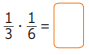 1/3 · 1/6 =